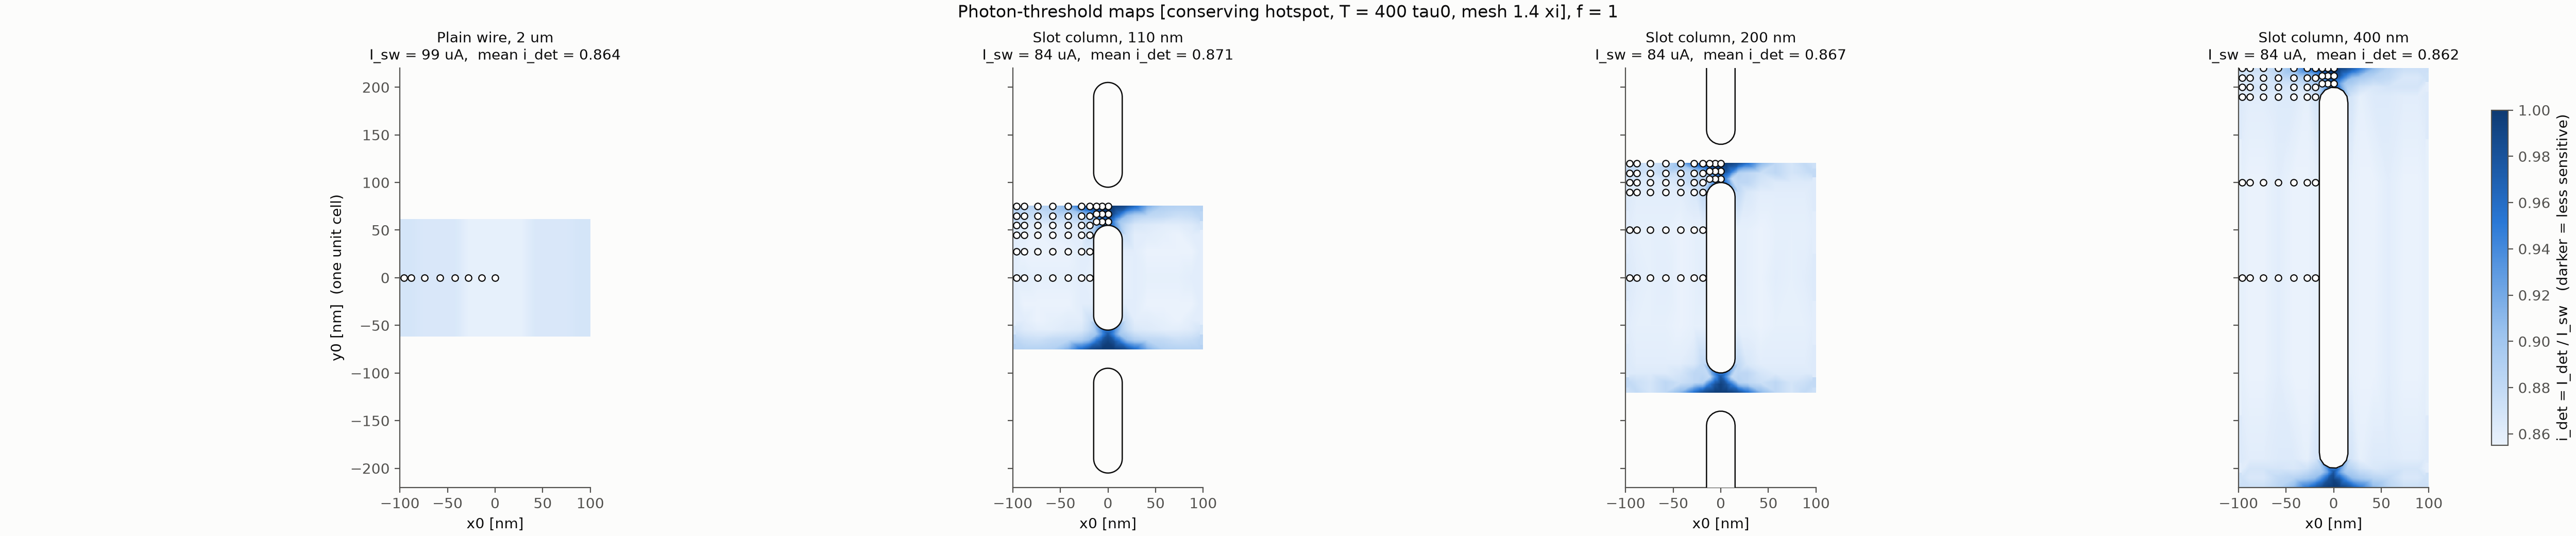 Photon-threshold maps [conserving hotspot, T = 400 tau0, mesh 1.4 xi], f = 1
Plain wire, 2 um
I_sw = 99 uA,  mean i_det = 0.864
Slot column, 110 nm
I_sw = 84 uA,  mean i_det = 0.871
Slot column, 200 nm
I_sw = 84 uA,  mean i_det = 0.867
Slot column, 400 nm
I_sw = 84 uA,  mean i_det = 0.862
y0 [nm]  (one unit cell)
200
150
100
50
0
−50
−100
−150
−200
−100 −50 0 50 100
x0 [nm]
−100 −50 0 50 100
x0 [nm]
−100 −50 0 50 100
x0 [nm]
−100 −50 0 50 100
x0 [nm]
1.00
0.98
0.96
0.94
0.92
0.90
0.88
0.86
i_det = I_det / I_sw   (darker = less sensitive)